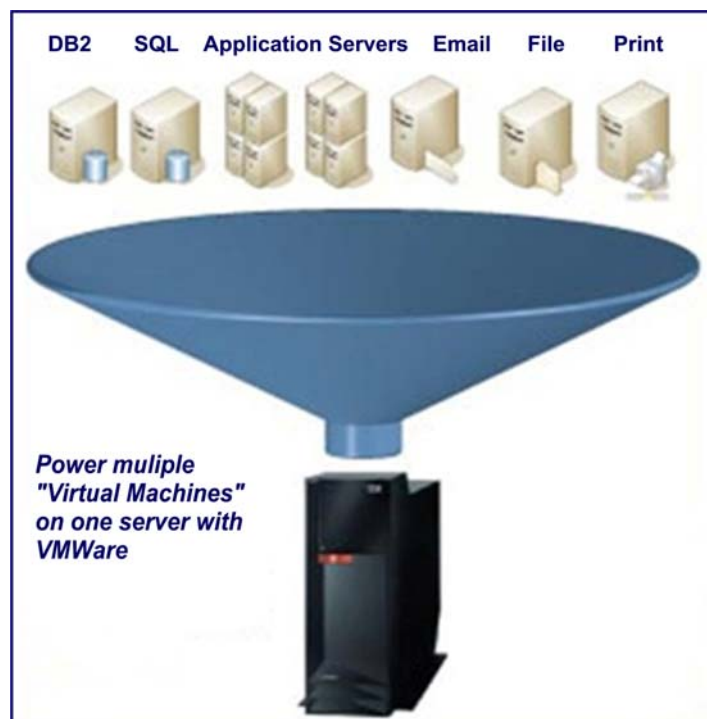 DB2 SQL Application Servers Email File Print
Power muliple
"Virtual Machines"
on one server with
VMWare